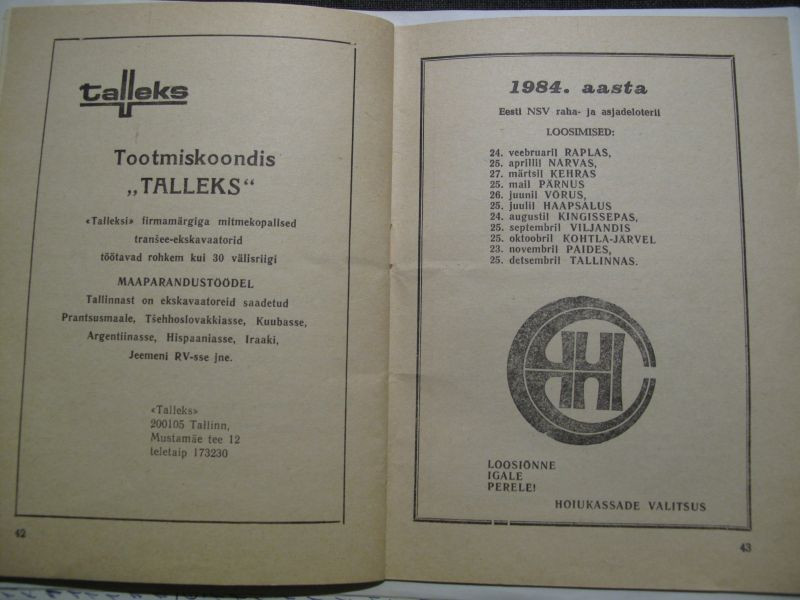 talleks
Tootmiskoondis
„TALLEKS“
«Talleksi» firmamärgiga mitmekopalised
tranšee-ekskavaatorid
töötavad rohkem kui 30 välisriigi
MAAPARANDUSTÖÖDEL
Tallinnast on ekskavaatoreid saadetud
Prantsusmaale, Tšehhoslovakkiasse, Kuubasse,
Argentiinasse, Hispaaniasse, Iraaki,
Jeemeni RV-sse jne.
«Talleks»
200105 Tallinn,
Mustamäe tee 12
teletaip 173230
42
1984. aasta
Eesti NSV raha- ja asjadeloterii
LOOSIMISED:
24. veebruaril RAPLAS,
25. aprillil NARVAS,
27. märtsil KEHRAS
25. mail PÄRNUS
26. juunil VÕRUS,
25. juulil HAAPSALUS
24. augustil KINGISSEPAS,
25. septembril VILJANDIS
25. oktoobril KOHTLA-JÄRVEL
23. novembril PAIDES,
25. detsembril TALLINNAS.
LOOSIÕNNE
IGALE
PERELE!
HOIUKASSADE VALITSUS
43